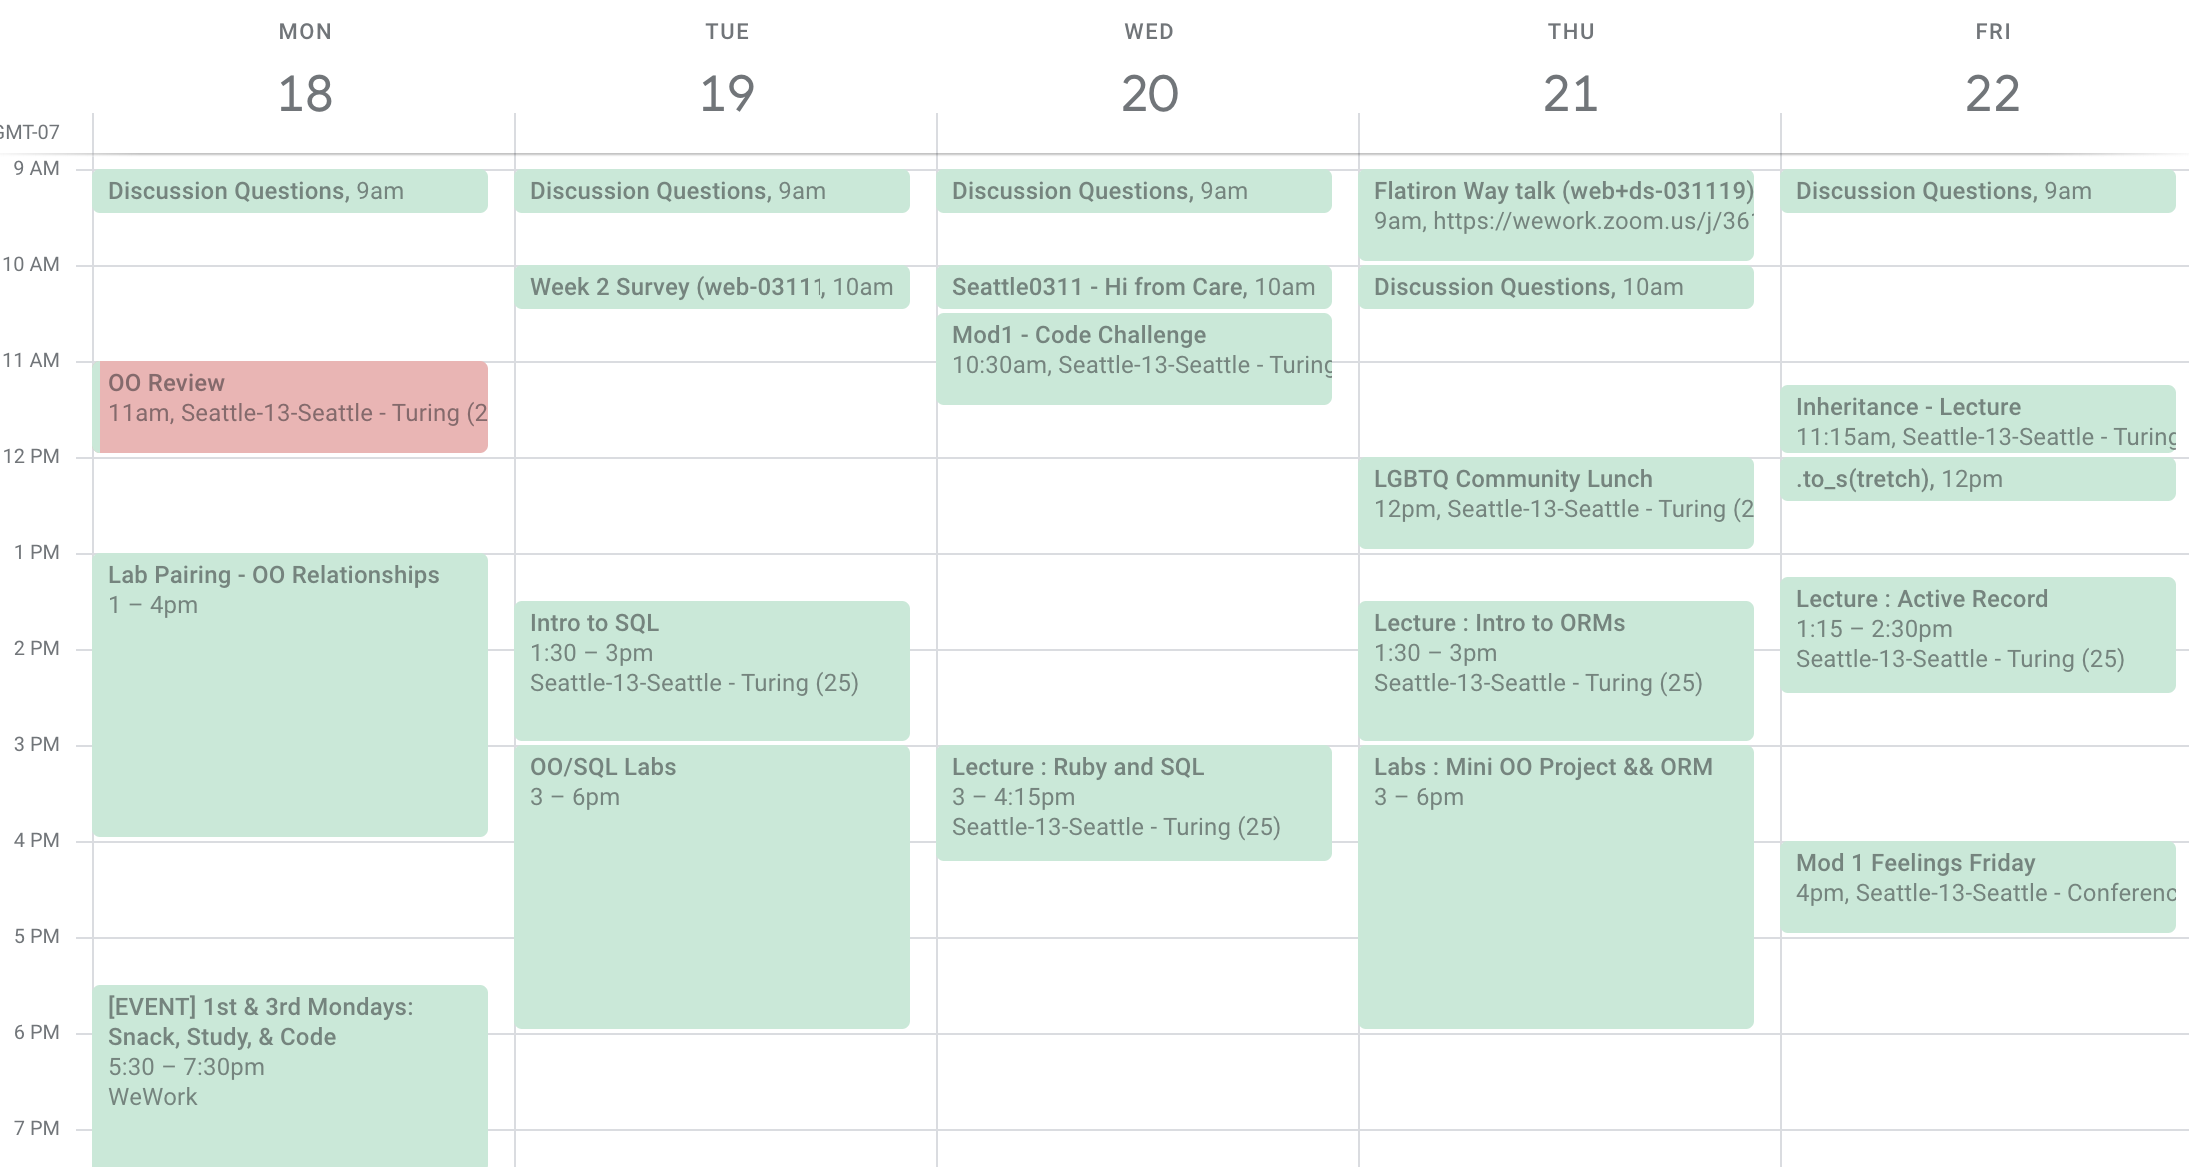 MON
18
TUE
19
WED
20
THU
21
FRI
22
GMT-07
9 AM
10 AM
11 AM
12 PM
1 PM
2 PM
3 PM
4 PM
5 PM
6 PM
7 PM
Discussion Questions, 9am
OO Review
11am, Seattle-13-Seattle - Turing (2
Lab Pairing - OO Relationships
1 – 4pm
[EVENT] 1st & 3rd Mondays:
Snack, Study, & Code
5:30 – 7:30pm
WeWork
Discussion Questions, 9am
Week 2 Survey (web-0311, 10am
Intro to SQL
1:30 – 3pm
Seattle-13-Seattle - Turing (25)
OO/SQL Labs
3 – 6pm
Discussion Questions, 9am
Seattle0311 - Hi from Care, 10am
Mod1 - Code Challenge
10:30am, Seattle-13-Seattle - Turing
Lecture : Ruby and SQL
3 – 4:15pm
Seattle-13-Seattle - Turing (25)
Flatiron Way talk (web+ds-031119)
9am, https://wework.zoom.us/j/36
Discussion Questions, 10am
LGBTQ Community Lunch
12pm, Seattle-13-Seattle - Turing (2
Lecture : Intro to ORMs
1:30 – 3pm
Seattle-13-Seattle - Turing (25)
Labs : Mini OO Project && ORM
3 – 6pm
Discussion Questions, 9am
Inheritance - Lecture
11:15am, Seattle-13-Seattle - Turing
.to_s(tretch), 12pm
Lecture : Active Record
1:15 – 2:30pm
Seattle-13-Seattle - Turing (25)
Mod 1 Feelings Friday
4pm, Seattle-13-Seattle - Conferenc